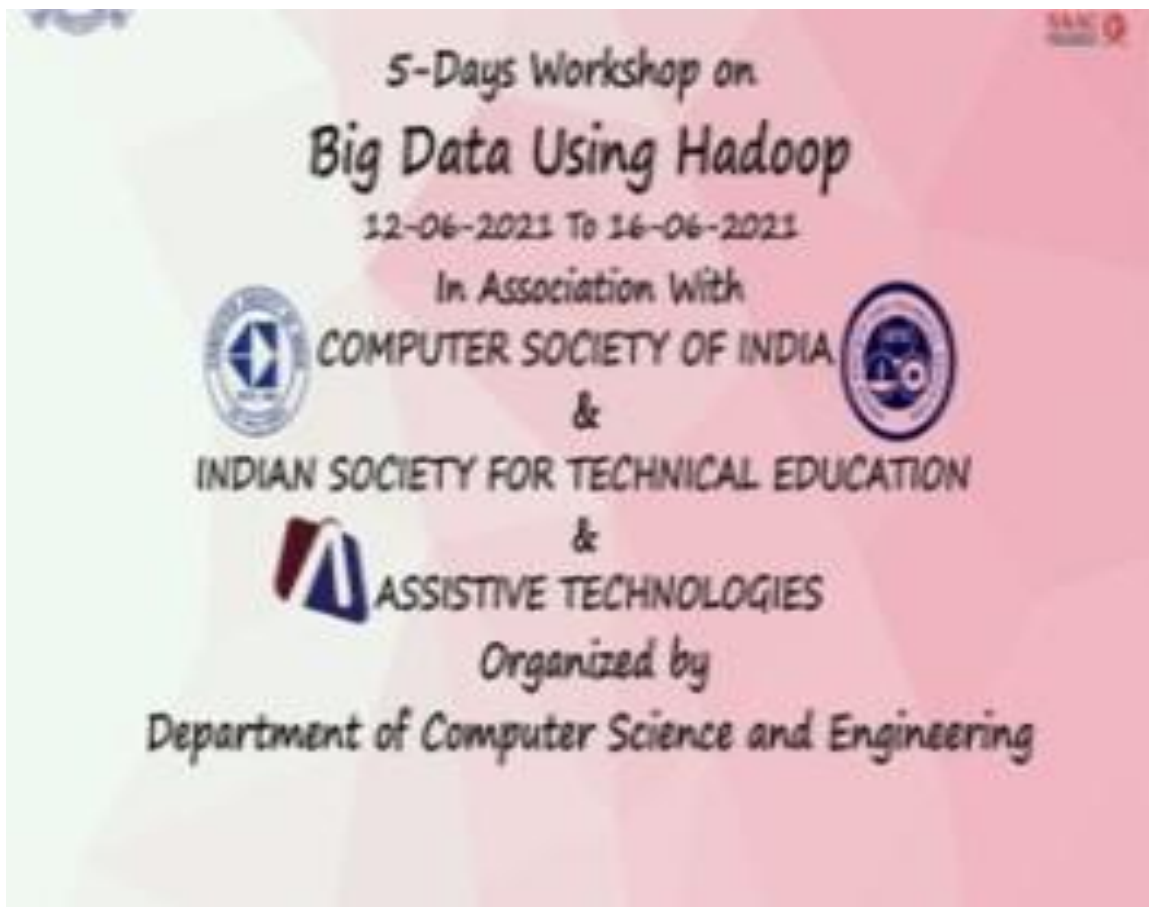 5-Days Workshop on
Big Data Using Hadoop
12-06-2021 To 16-06-2021
In Association With
COMPUTER SOCIETY OF INDIA
&
INDIAN SOCIETY FOR TECHNICAL EDUCATION
&
ASSISTIVE TECHNOLOGIES
Organized by
Department of Computer Science and Engineering